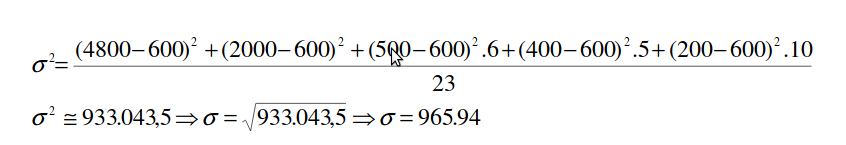 σ²= (4800−600)² +(2000−600)² +(500−600)².6+(400−600)².5+(200−600)².10
23
σ² ≅ 933.043,5 ⇒ σ = √933.043,5 ⇒ σ = 965.94